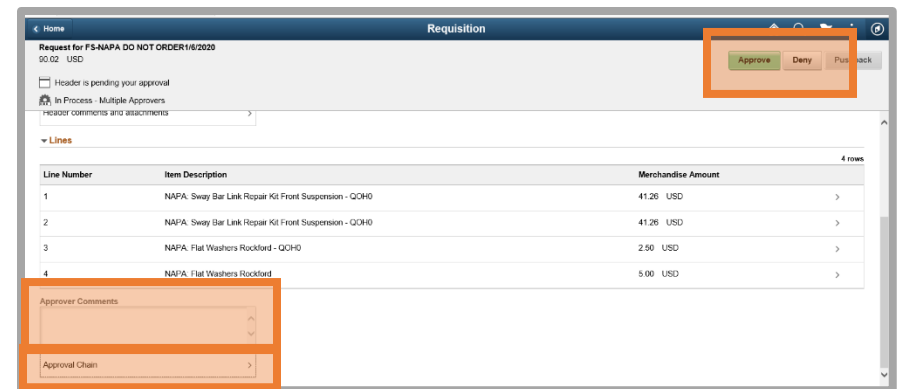 Home
Requisition
Request for FS-NAPA DO NOT ORDER1/6/2020
90.02 USD
Approve Deny Pushback
Header is pending your approval
In Process - Multiple Approvers
Header comments and attachments
Lines
4 rows
Line Number Item Description Merchandise Amount
1 NAPA: Sway Bar Link Repair Kit Front Suspension - QOH0 41.26 USD
2 NAPA: Sway Bar Link Repair Kit Front Suspension - QOH0 41.26 USD
3 NAPA: Flat Washers Rockford - QOH0 2.50 USD
4 NAPA: Flat Washers Rockford 5.00 USD
Approver Comments
Approval Chain